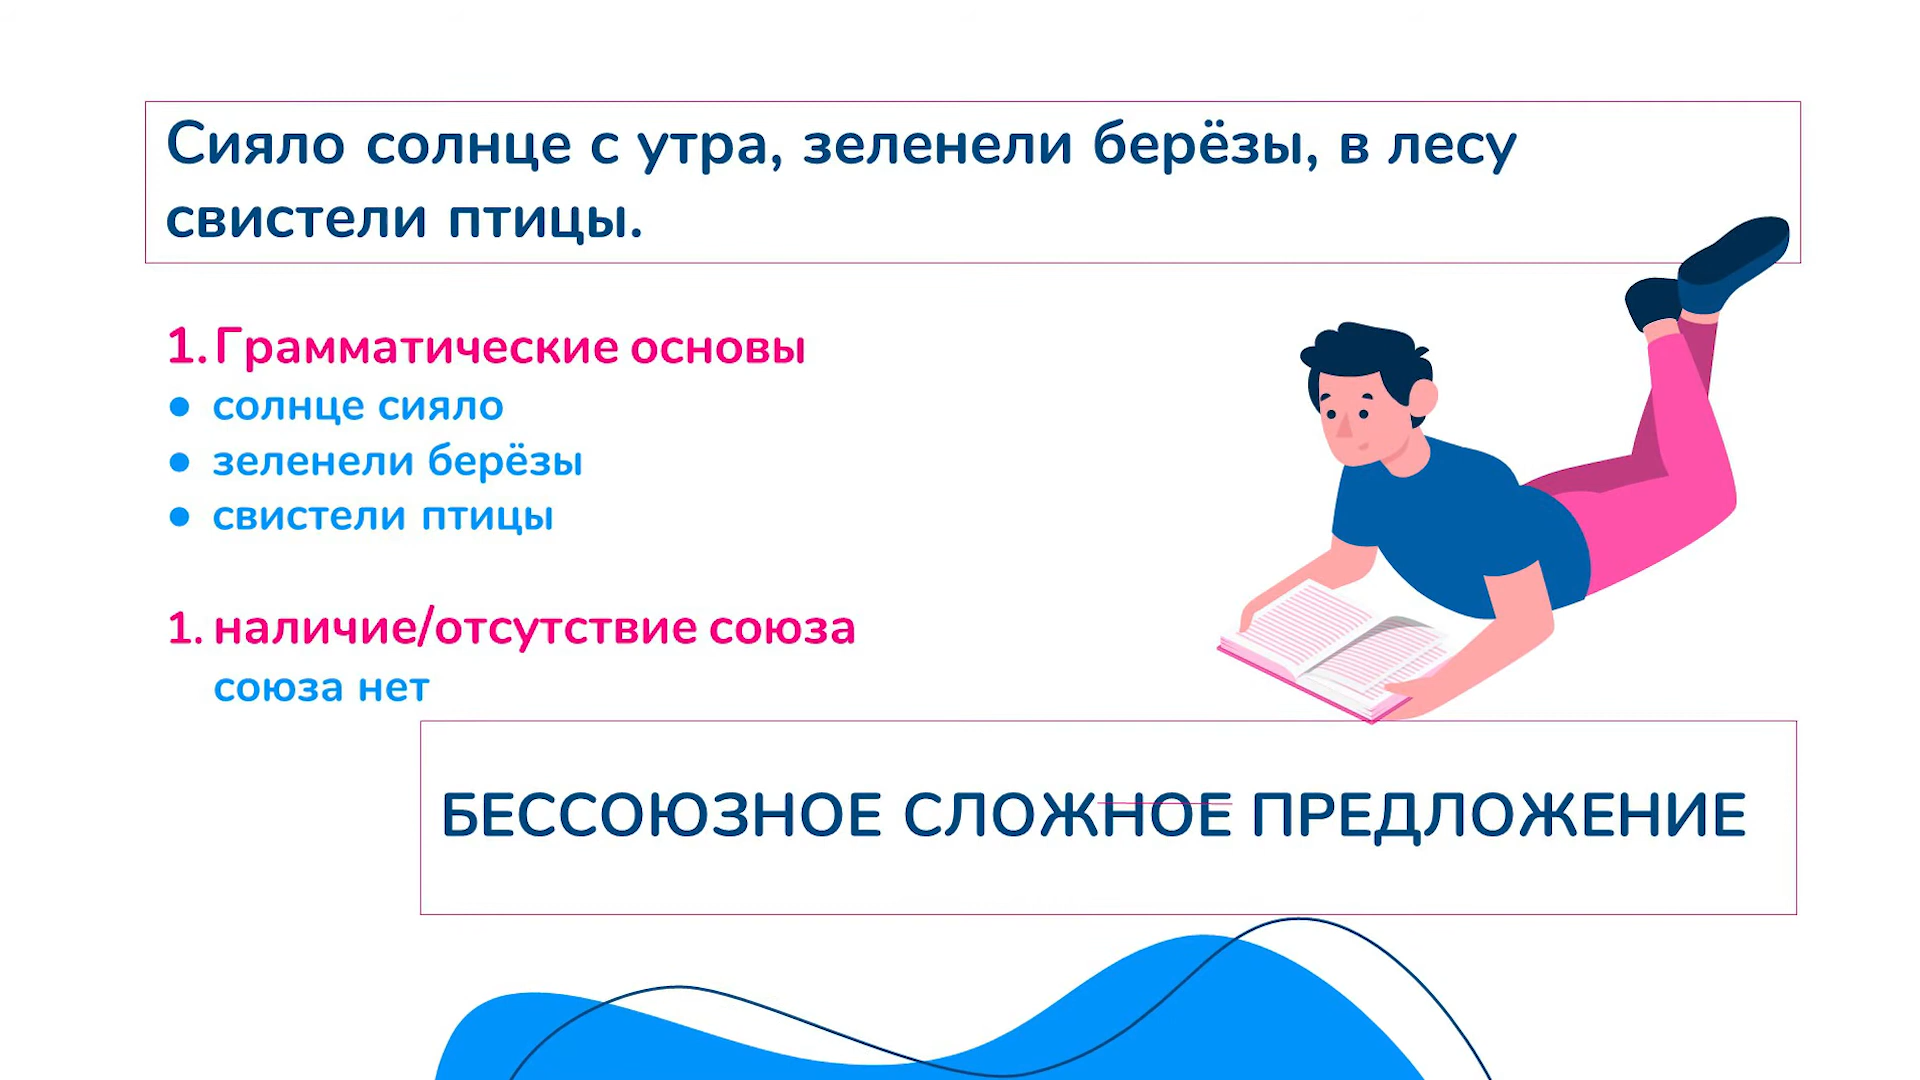 Сияло солнце с утра, зеленели берёзы, в лесу
свистели птицы.
1. Грамматические основы
● солнце сияло
● зеленели берёзы
● свистели птицы
1. наличие/отсутствие союза
союза нет
БЕССОЮЗНОЕ СЛОЖНОЕ ПРЕДЛОЖЕНИЕ